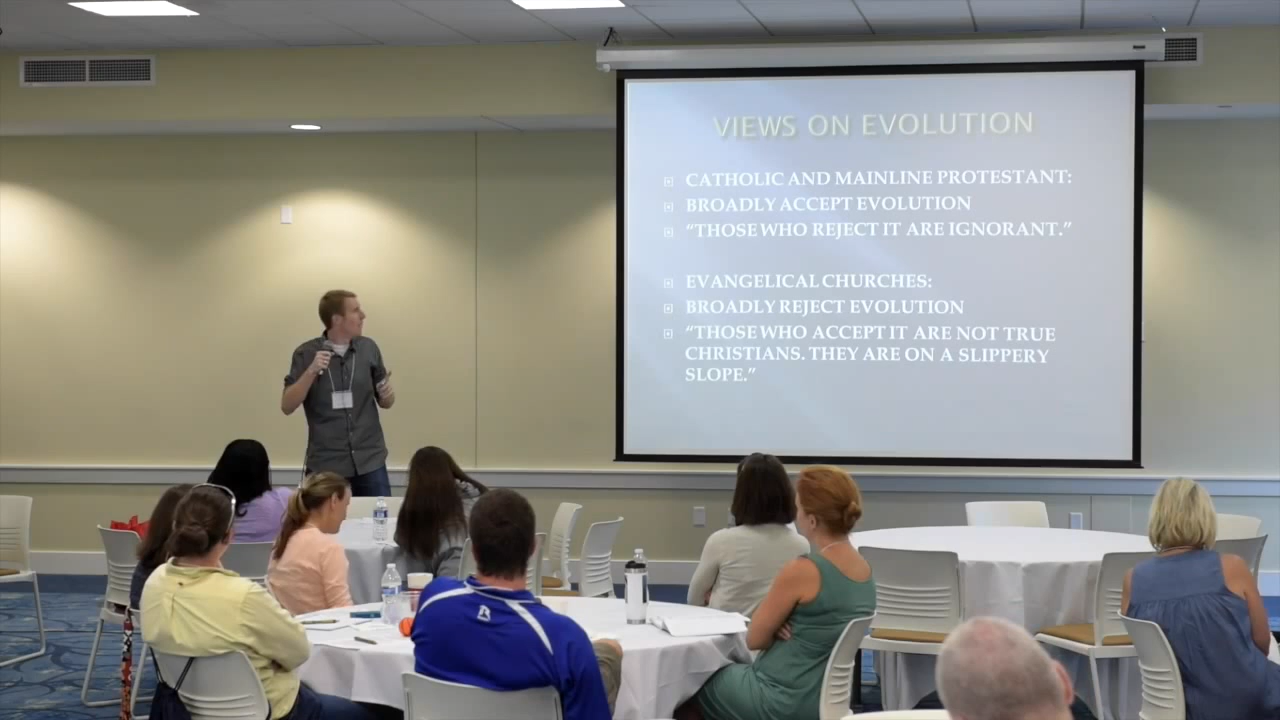 VIEWS ON EVOLUTION
CATHOLIC AND MAINLINE PROTESTANT:
BROADLY ACCEPT EVOLUTION
“THOSE WHO REJECT IT ARE IGNORANT.”
EVANGELICAL CHURCHES:
BROADLY REJECT EVOLUTION
“THOSE WHO ACCEPT IT ARE NOT TRUE
CHRISTIANS. THEY ARE ON A SLIPPERY
SLOPE.”